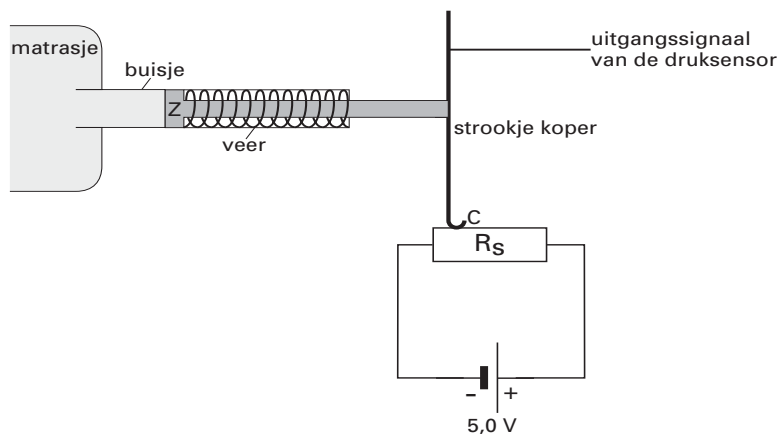 matrasje
buisje
Z
veer
uitgangssignaal
van de druksensor
strookje koper
C
RS
- +
5,0 V